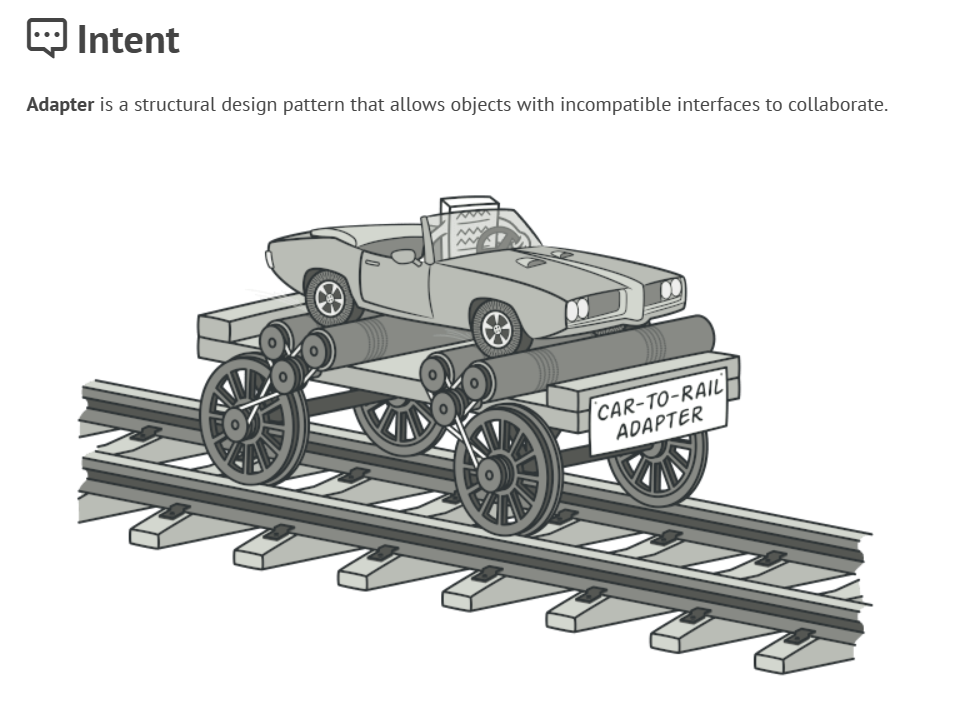 Intent
Adapter is a structural design pattern that allows objects with incompatible interfaces to collaborate.
CAR-TO-RAIL
ADAPTER